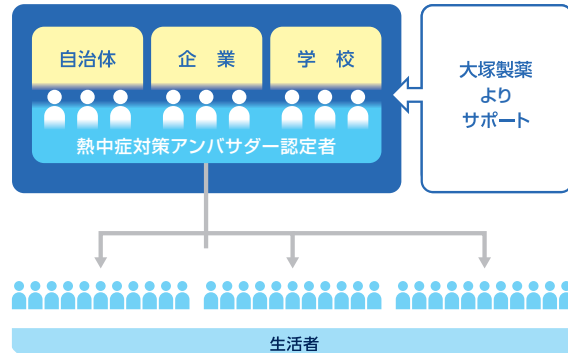 自治体 企業 学校
大塚製薬
より
サポート
熱中症対策アンバサダー認定者
生活者